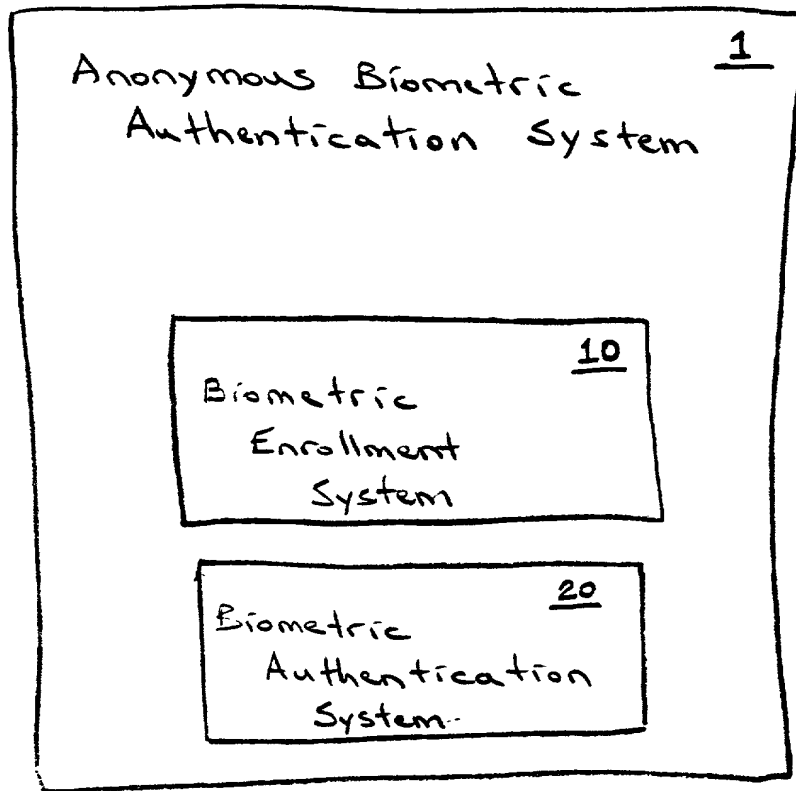 1
Anonymous Biometric
Authentication System
10
Biometric
Enrollment
System
20
Biometric
Authentication
System